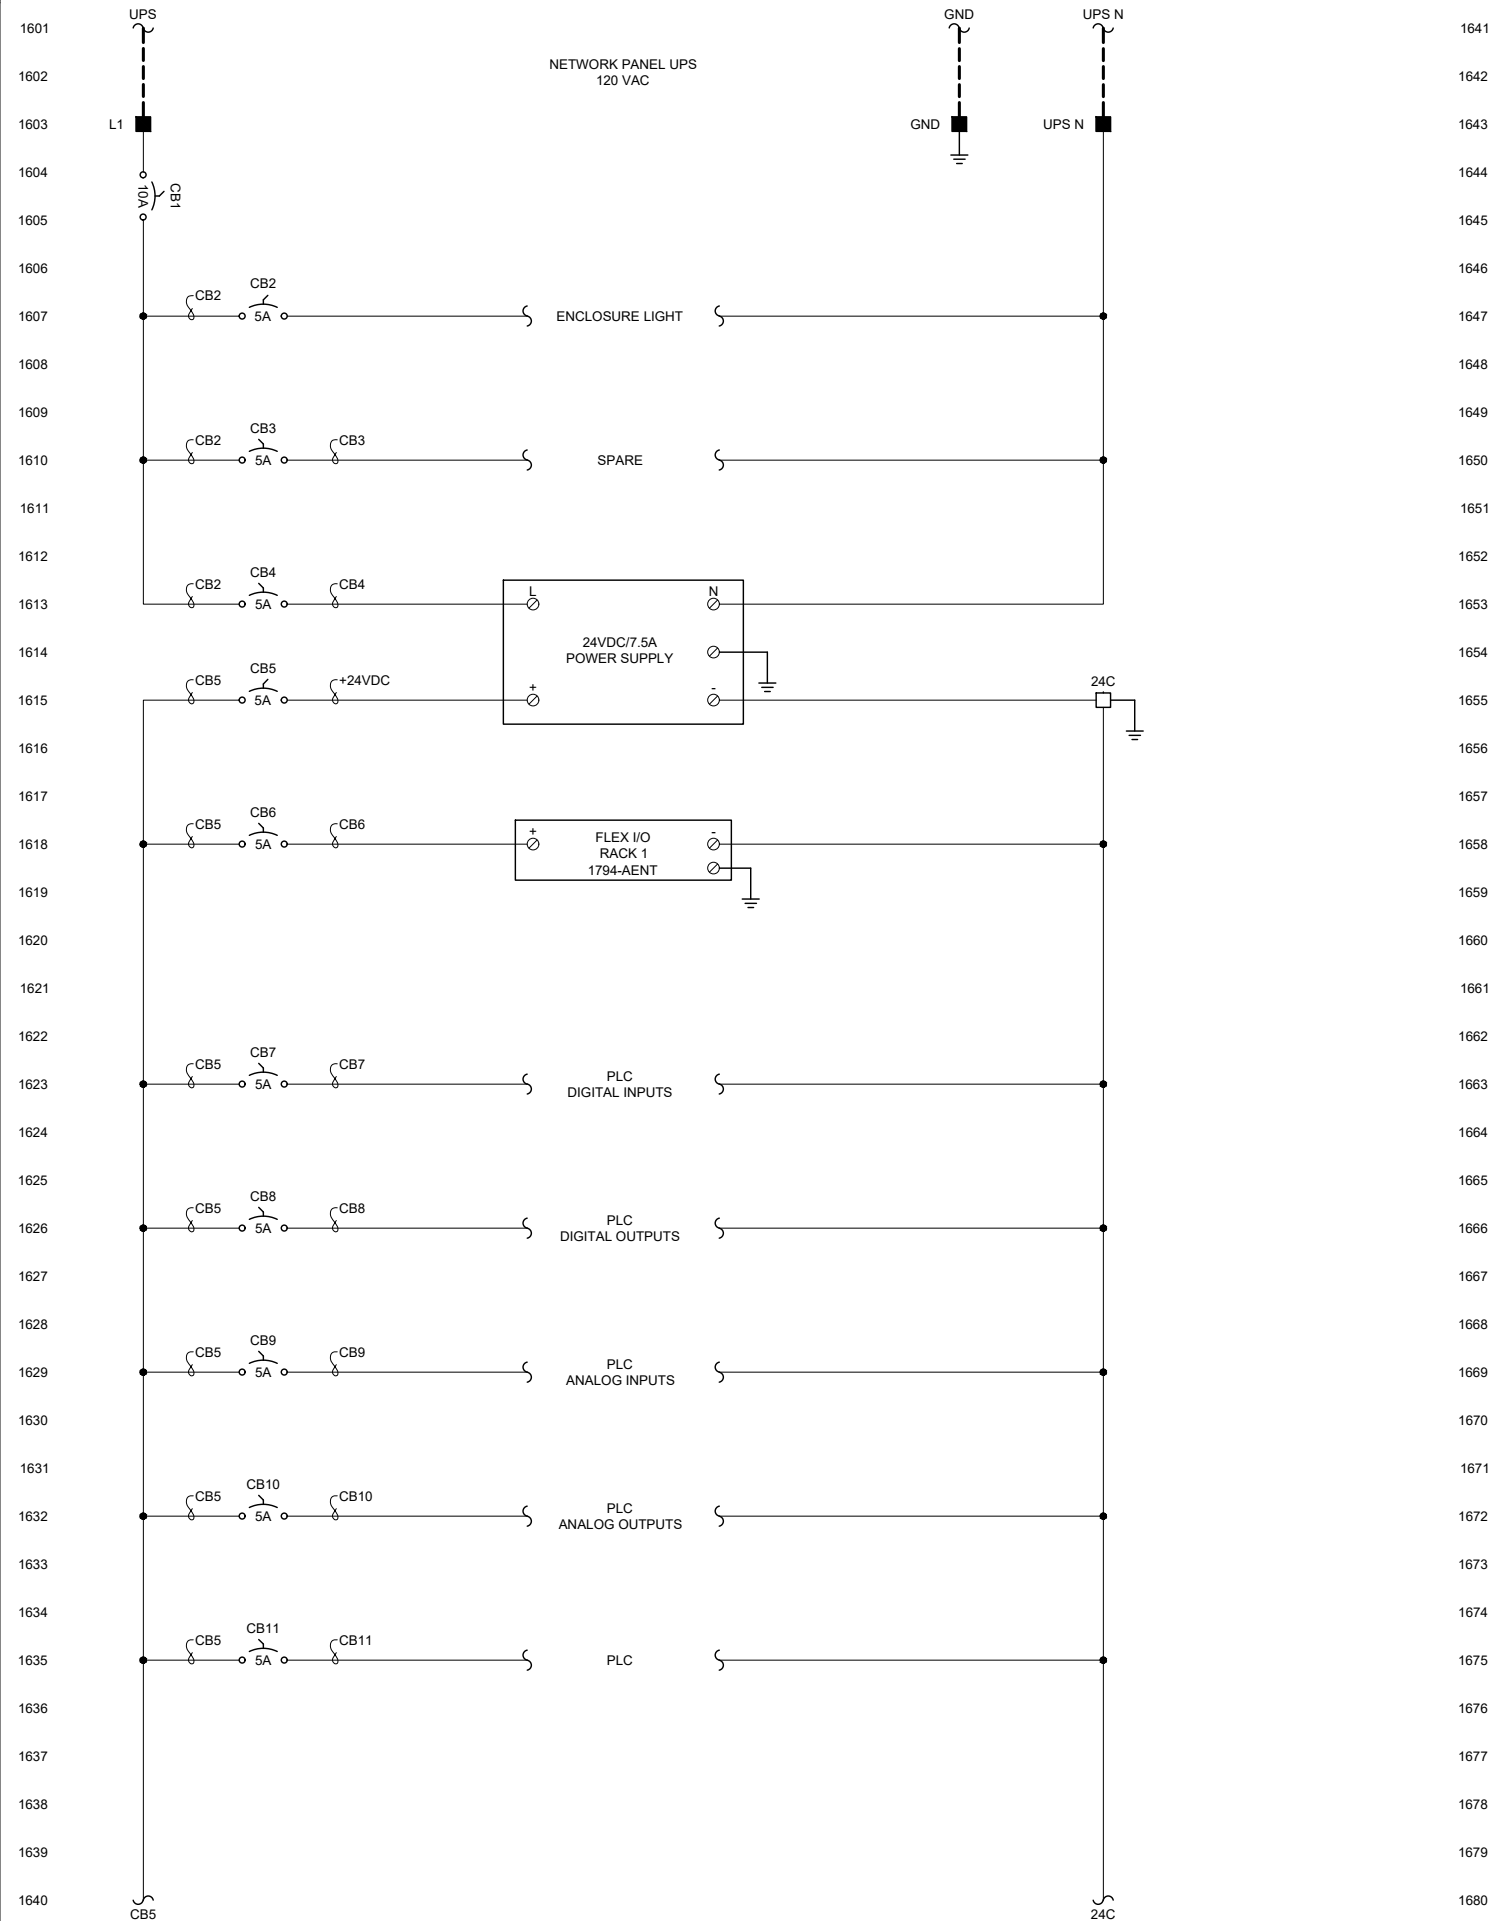 UPS GND UPS N
1601 1641
NETWORK PANEL UPS
1602 1642
120 VAC
1603 L1 GND UPS N 1643
1604 1644
10A CB1
1605 1645
1606 1646
CB2
CB2
1607 5A ENCLOSURE LIGHT 1647
1608 1648
1609 1649
CB3
CB2 CB3
1610 5A SPARE 1650
1611 1651
1612 1652
CB4
CB2 CB4
L N
1613 5A 1653
24VDC/7.5A
1614 1654
POWER SUPPLY
CB5
CB5 +24VDC 24C
+ -
1615 5A 1655
1616 1656
1617 1657
CB6
CB5 CB6
+ FLEX I/O -
1618 5A 1658
RACK 1
1794-AENT
1619 1659
1620 1660
1621 1661
1622 1662
CB7
CB5 CB7
PLC
1623 5A 1663
DIGITAL INPUTS
1624 1664
1625 1665
CB8
CB5 CB8
PLC
1626 5A 1666
DIGITAL OUTPUTS
1627 1667
1628 1668
CB9
CB5 CB9
PLC
1629 5A 1669
ANALOG INPUTS
1630 1670
1631 1671
CB10
CB5 CB10
PLC
1632 5A 1672
ANALOG OUTPUTS
1633 1673
1634 1674
CB11
CB5 CB11
1635 5A PLC 1675
1636 1676
1637 1677
1638 1678
1639 1679
1640 1680
CB5 24C